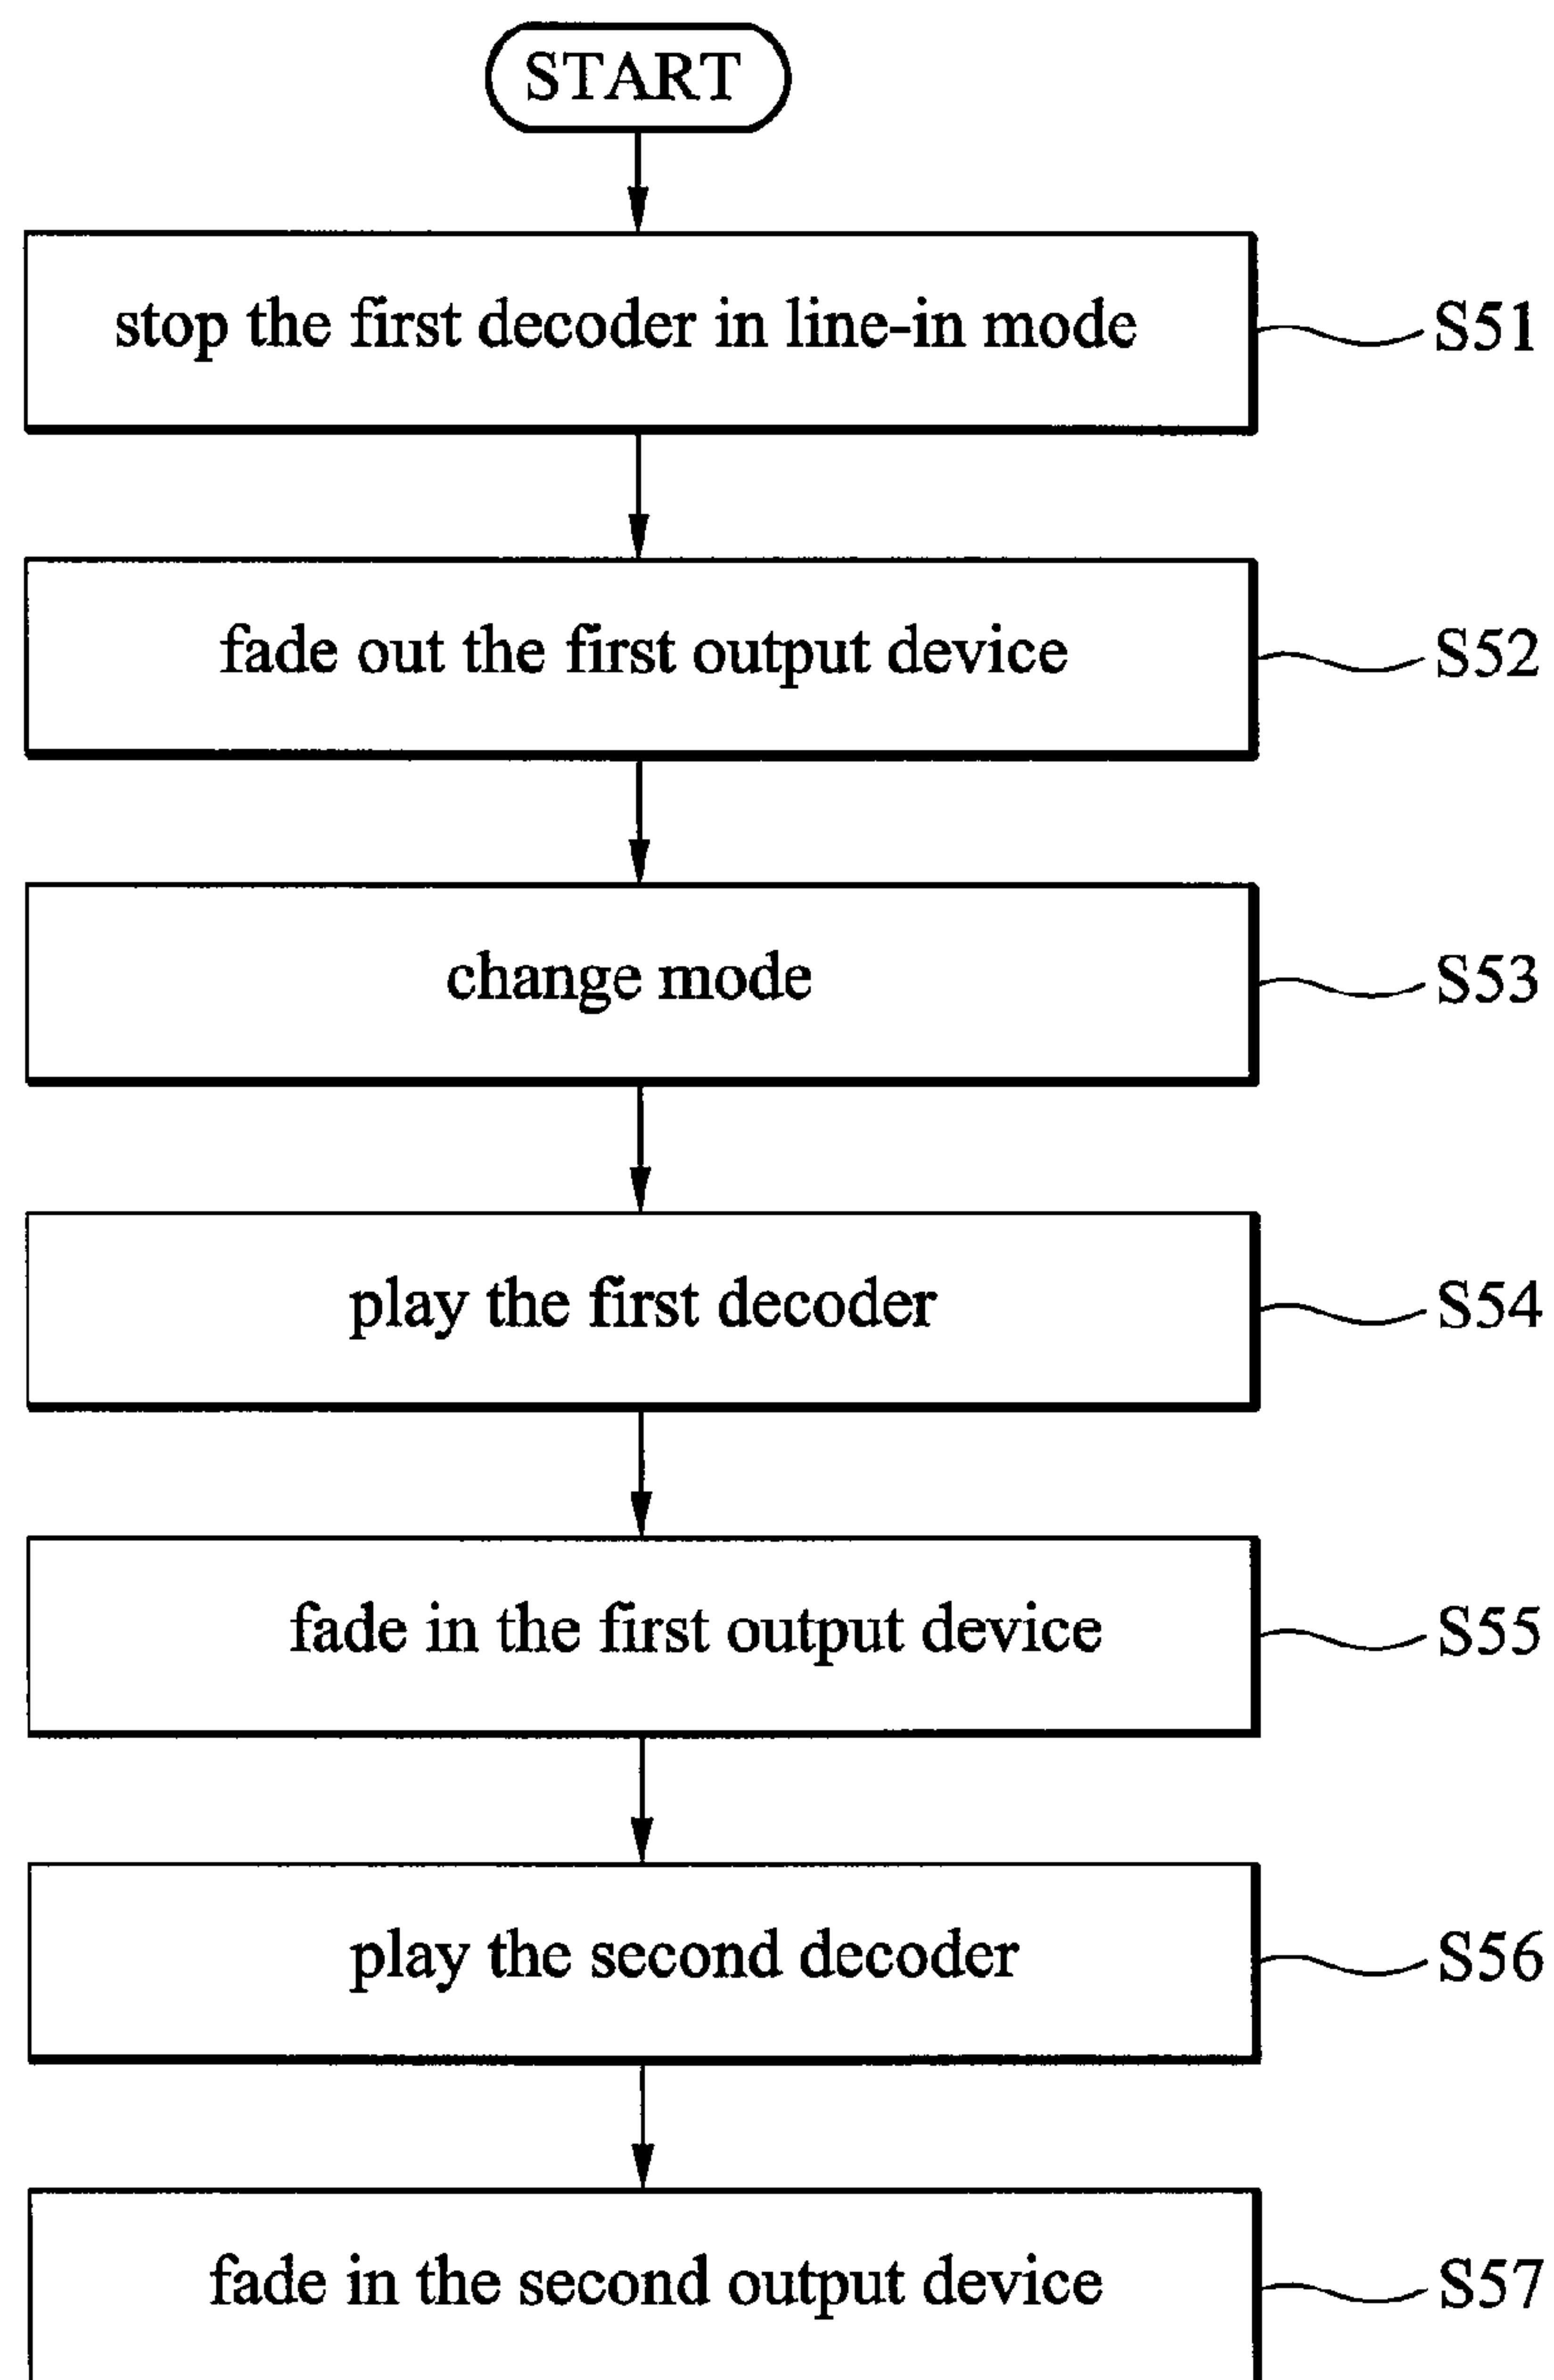 START
stop the first decoder in line-in mode
S51
fade out the first output device
S52
change mode
S53
play the first decoder
S54
fade in the first output device
S55
play the second decoder
S56
fade in the second output device
S57